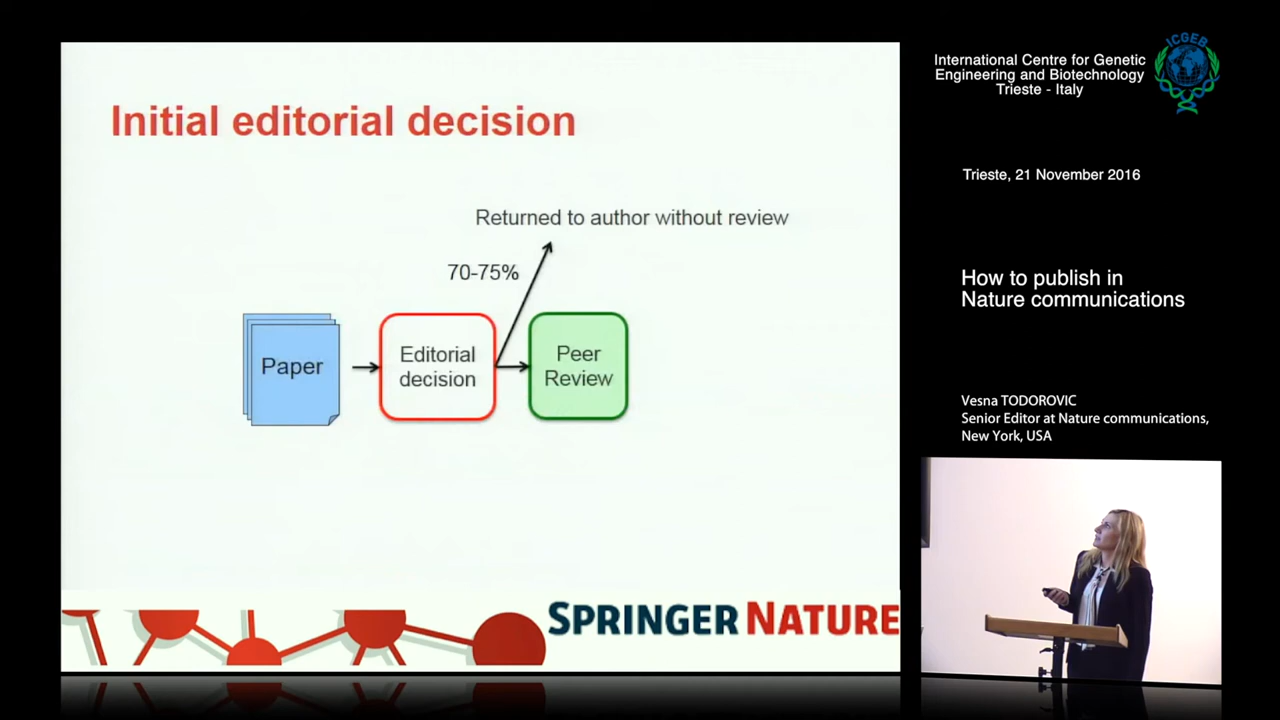 Initial editorial decision
Returned to author without review
70-75%
Paper
Editorial
decision
Peer
Review
SPRINGER NATURE
ICGEB
International Centre for Genetic
Engineering and Biotechnology
Trieste - Italy
Trieste, 21 November 2016
How to publish in
Nature communications
Vesna TODOROVIC
Senior Editor at Nature communications,
New York, USA